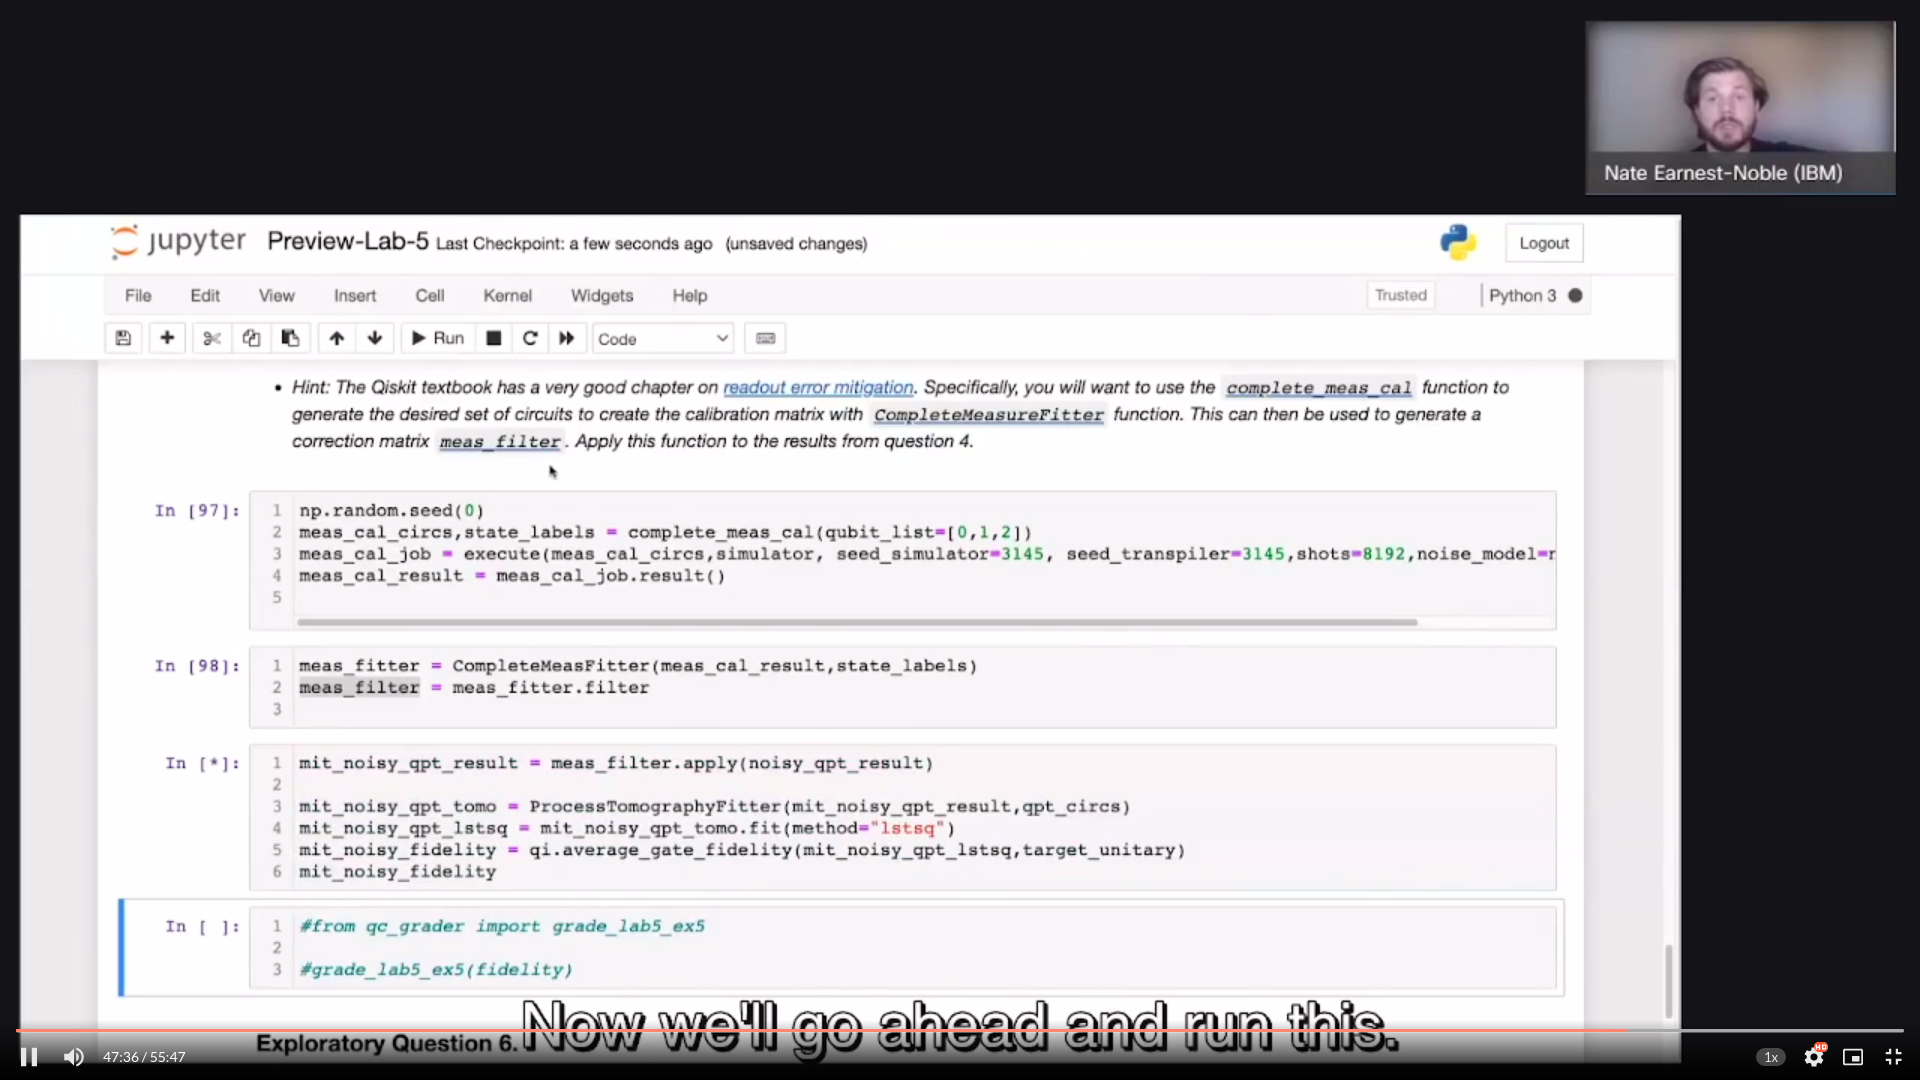 Nate Earnest-Noble (IBM)
jupyter Preview-Lab-5 Last Checkpoint: a few seconds ago (unsaved changes)
Logout
File Edit View Insert Cell Kernel Widgets Help
Trusted
Python 3
Run
Code
• Hint: The Qiskit textbook has a very good chapter on readout error mitigation. Specifically, you will want to use the complete_meas_cal function to
generate the desired set of circuits to create the calibration matrix with CompleteMeasureFitter function. This can then be used to generate a
correction matrix meas_filter. Apply this function to the results from question 4.
In [97]:
1 np.random.seed(0)
2 meas_cal_circs,state_labels = complete_meas_cal(qubit_list=[0,1,2])
3 meas_cal_job = execute(meas_cal_circs,simulator, seed_simulator=3145, seed_transpiler=3145,shots=8192,noise_model=
4 meas_cal_result = meas_cal_job.result()
5
In [98]:
1 meas_fitter = CompleteMeasFitter(meas_cal_result,state_labels)
2 meas_filter = meas_fitter.filter
3
In [*]:
1 mit_noisy_qpt_result = meas_filter.apply(noisy_qpt_result)
2
3 mit_noisy_qpt_tomo = ProcessTomographyFitter(mit_noisy_qpt_result,qpt_circs)
4 mit_noisy_qpt_lstsq = mit_noisy_qpt_tomo.fit(method="lstsq")
5 mit_noisy_fidelity = qi.average_gate_fidelity(mit_noisy_qpt_lstsq,target_unitary)
6 mit_noisy_fidelity
In [ ]:
1 #from qc_grader import grade_lab5_ex5
2
3 #grade_lab5_ex5(fidelity)
Now we'll go ahead and run this.
Exploratory Question 6.
47:36 / 55:47
1x
HD